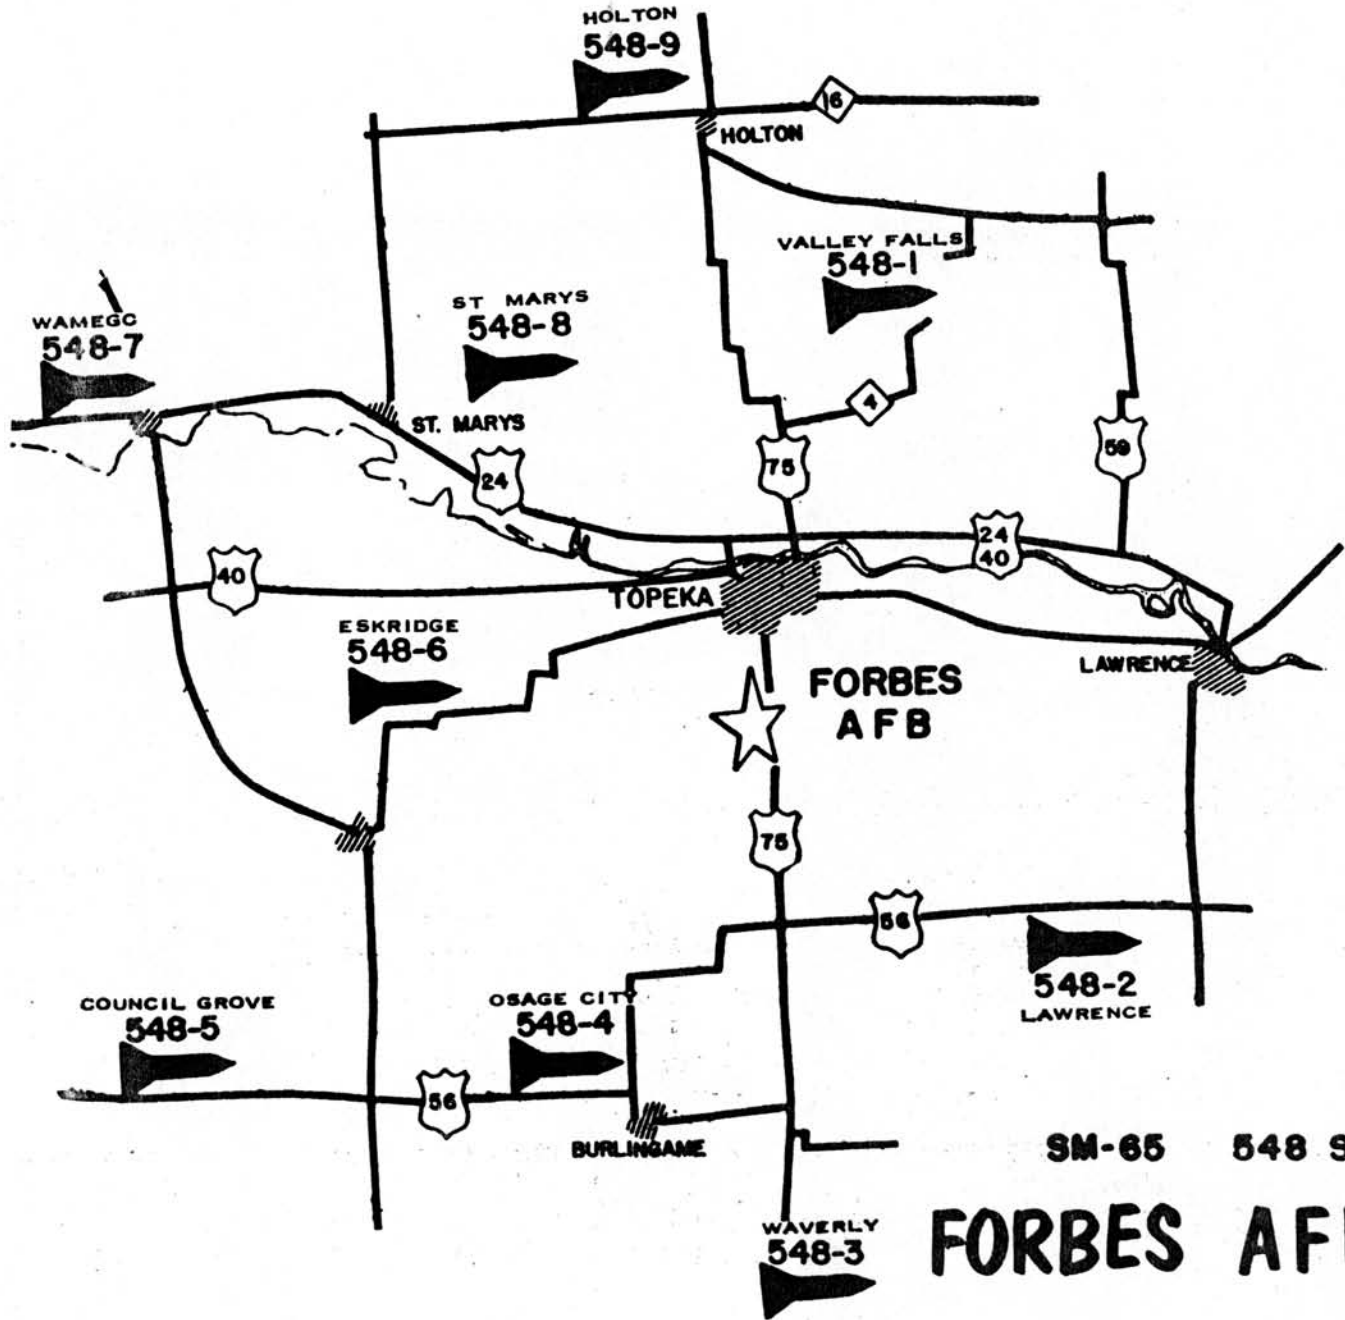 HOLTON
548-9
16
HOLTON
VALLEY FALLS
548-1
ST MARYS
548-8
WAMEGO
548-7
4
ST. MARYS
75
59
24
24
40
40
TOPEKA
ESKRIDGE
548-6
LAWRENCE
FORBES
AFB
75
56
548-2
LAWRENCE
COUNCIL GROVE
548-5
OSAGE CITY
548-4
56
BURLINGAME
SM-65 548 S
WAVERLY
548-3
FORBES AF